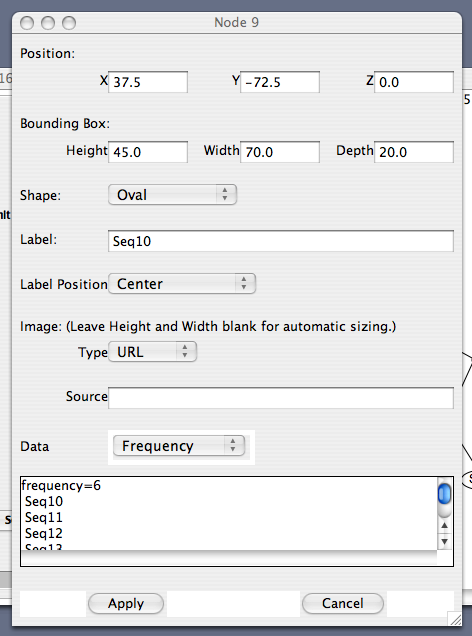 Node 9
Position:
X 37.5 Y -72.5 Z 0.0
Bounding Box:
Height 45.0 Width 70.0 Depth 20.0
Shape: Oval
Label: Seq10
Label Position Center
Image: (Leave Height and Width blank for automatic sizing.)
Type URL
Source
Data Frequency
frequency=6
Seq10
Seq11
Seq12
Seq13
Apply Cancel